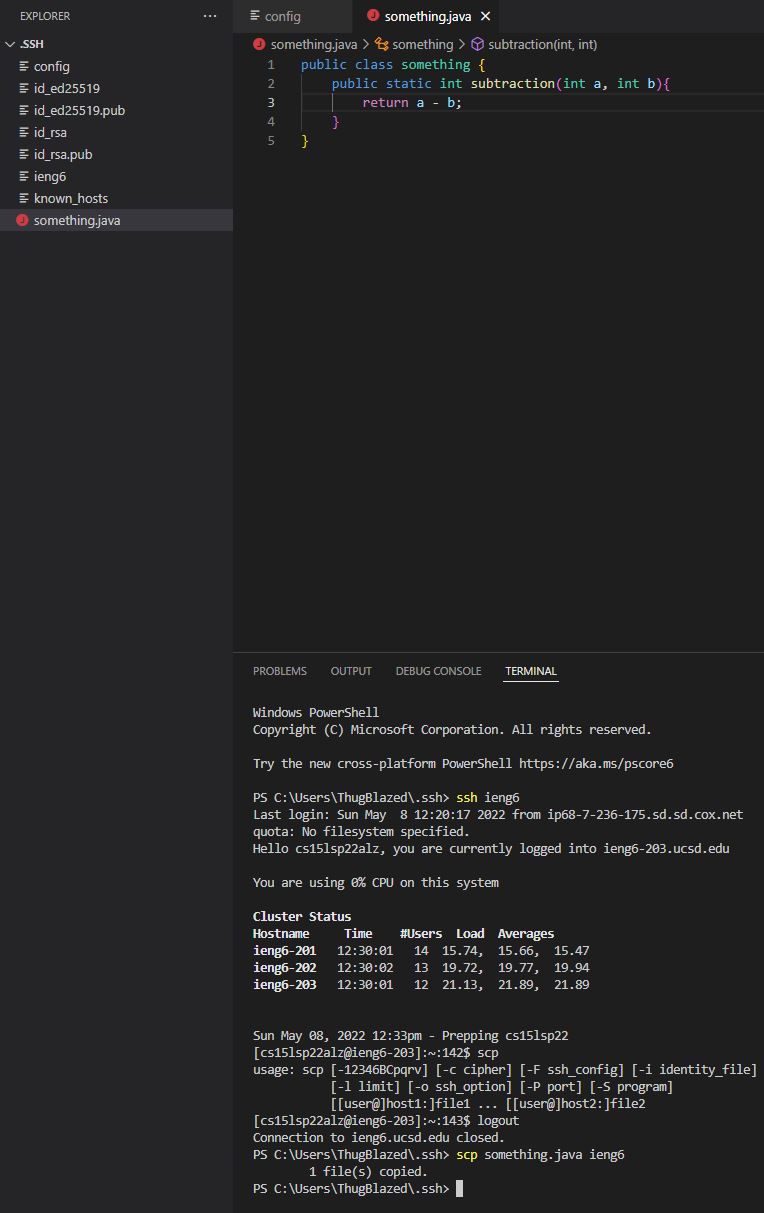 EXPLORER ···
.SSH
config
id_ed25519
id_ed25519.pub
id_rsa
id_rsa.pub
ieng6
known_hosts
something.java
config something.java
something.java > something > subtraction(int, int)
1 public class something {
2 public static int subtraction(int a, int b){
3 return a - b;
4 }
5 }
PROBLEMS OUTPUT DEBUG CONSOLE TERMINAL
Windows PowerShell
Copyright (C) Microsoft Corporation. All rights reserved.
Try the new cross-platform PowerShell https://aka.ms/pscore6
PS C:\Users\ThugBlazed\.ssh> ssh ieng6
Last login: Sun May  8 12:20:17 2022 from ip68-7-236-175.sd.sd.cox.net
quota: No filesystem specified.
Hello cs15lsp22alz, you are currently logged into ieng6-203.ucsd.edu
You are using 0% CPU on this system
Cluster Status
Hostname     Time    #Users  Load  Averages
ieng6-201   12:30:01   14  15.74,  15.66,  15.47
ieng6-202   12:30:02   13  19.72,  19.77,  19.94
ieng6-203   12:30:01   12  21.13,  21.89,  21.89
Sun May 08, 2022 12:33pm - Prepping cs15lsp22
[cs15lsp22alz@ieng6-203]:~:142$ scp
usage: scp [-12346BCpqrv] [-c cipher] [-F ssh_config] [-i identity_file]
[-l limit] [-o ssh_option] [-P port] [-S program]
[[user@]host1:]file1 ... [[user@]host2:]file2
[cs15lsp22alz@ieng6-203]:~:143$ logout
Connection to ieng6.ucsd.edu closed.
PS C:\Users\ThugBlazed\.ssh> scp something.java ieng6
1 file(s) copied.
PS C:\Users\ThugBlazed\.ssh>